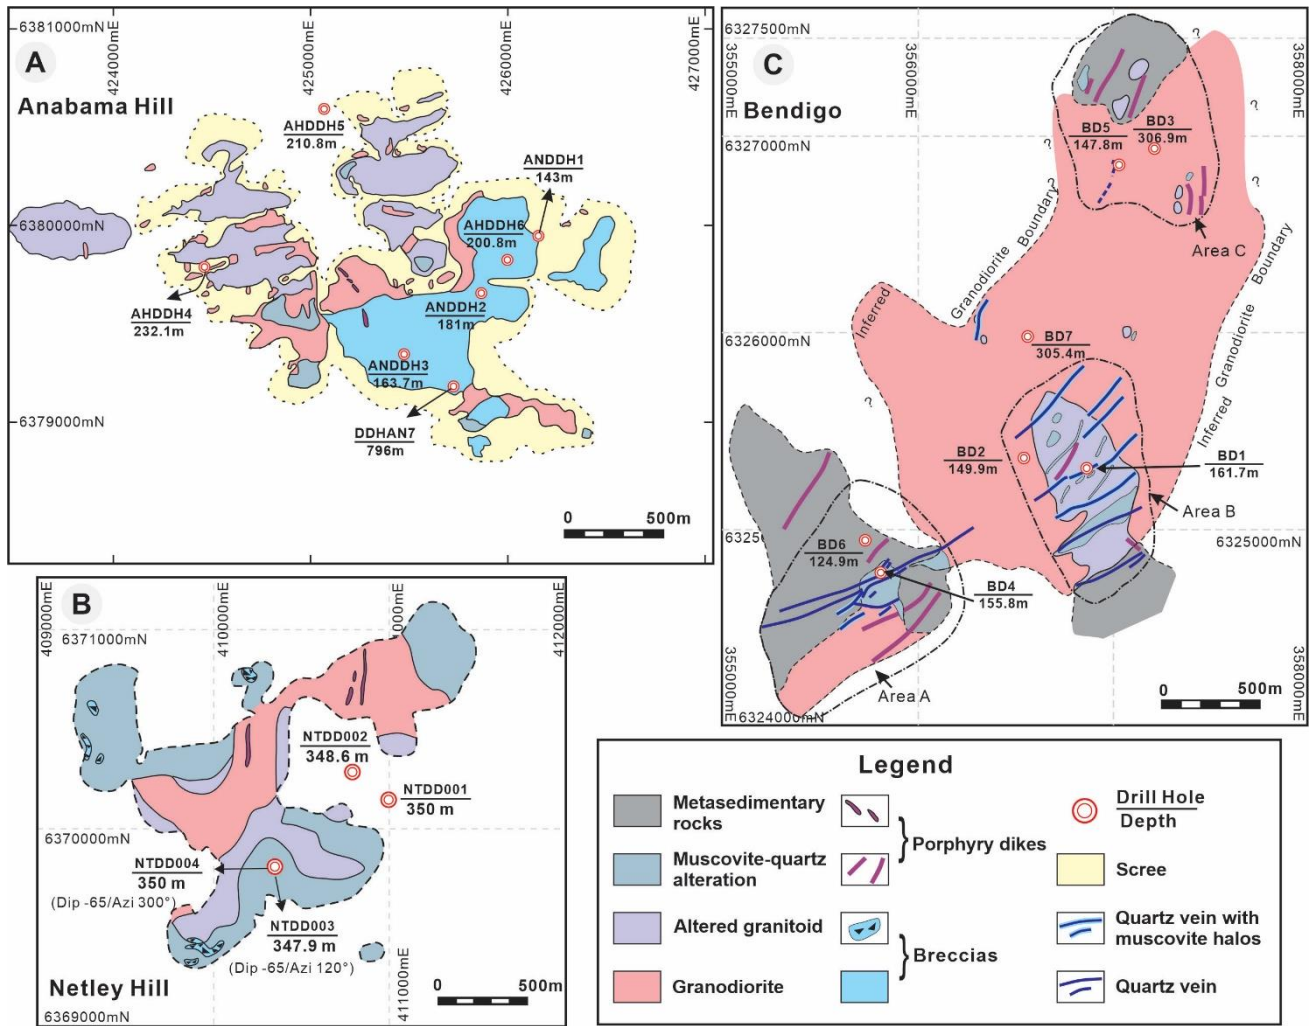 A
Anabama Hill
6381000mN
6380000mN
6379000mN
424000mE
425000mE
426000mE
427000mE
AHDDH5
210.8m
ANDDH1
143m
AHDDH6
200.8m
AHDDH4
232.1m
ANDDH2
181m
ANDDH3
163.7m
DDHAN7
796m
0
500m
B
409000mE
410000mE
412000mE
6371000mN
6370000mN
NTDD002
348.6 m
NTDD001
350 m
NTDD004
350 m
(Dip -65/Azi 300°)
NTDD003
347.9 m
(Dip -65/Azi 120°)
Netley Hill
6369000mN
411000mE
0
500m
C
Bendigo
6327500mN
355000mE
356000mE
358000mE
6327000mN
?
?
?
?
?
?
BD5
147.8m
BD3
306.9m
Area C
Inferred Granodiorite Boundary
Inferred Granodiorite Boundary
6326000mN
BD7
305.4m
BD2
149.9m
BD1
161.7m
Area B
6325
6325000mN
BD6
124.9m
BD4
155.8m
Area A
355000mE
6324000mN
358000mE
0
500m
Legend
Metasedimentary
rocks
Muscovite-quartz
alteration
Altered granitoid
Granodiorite
Porphyry dikes
Breccias
Drill Hole
Depth
Scree
Quartz vein with
muscovite halos
Quartz vein